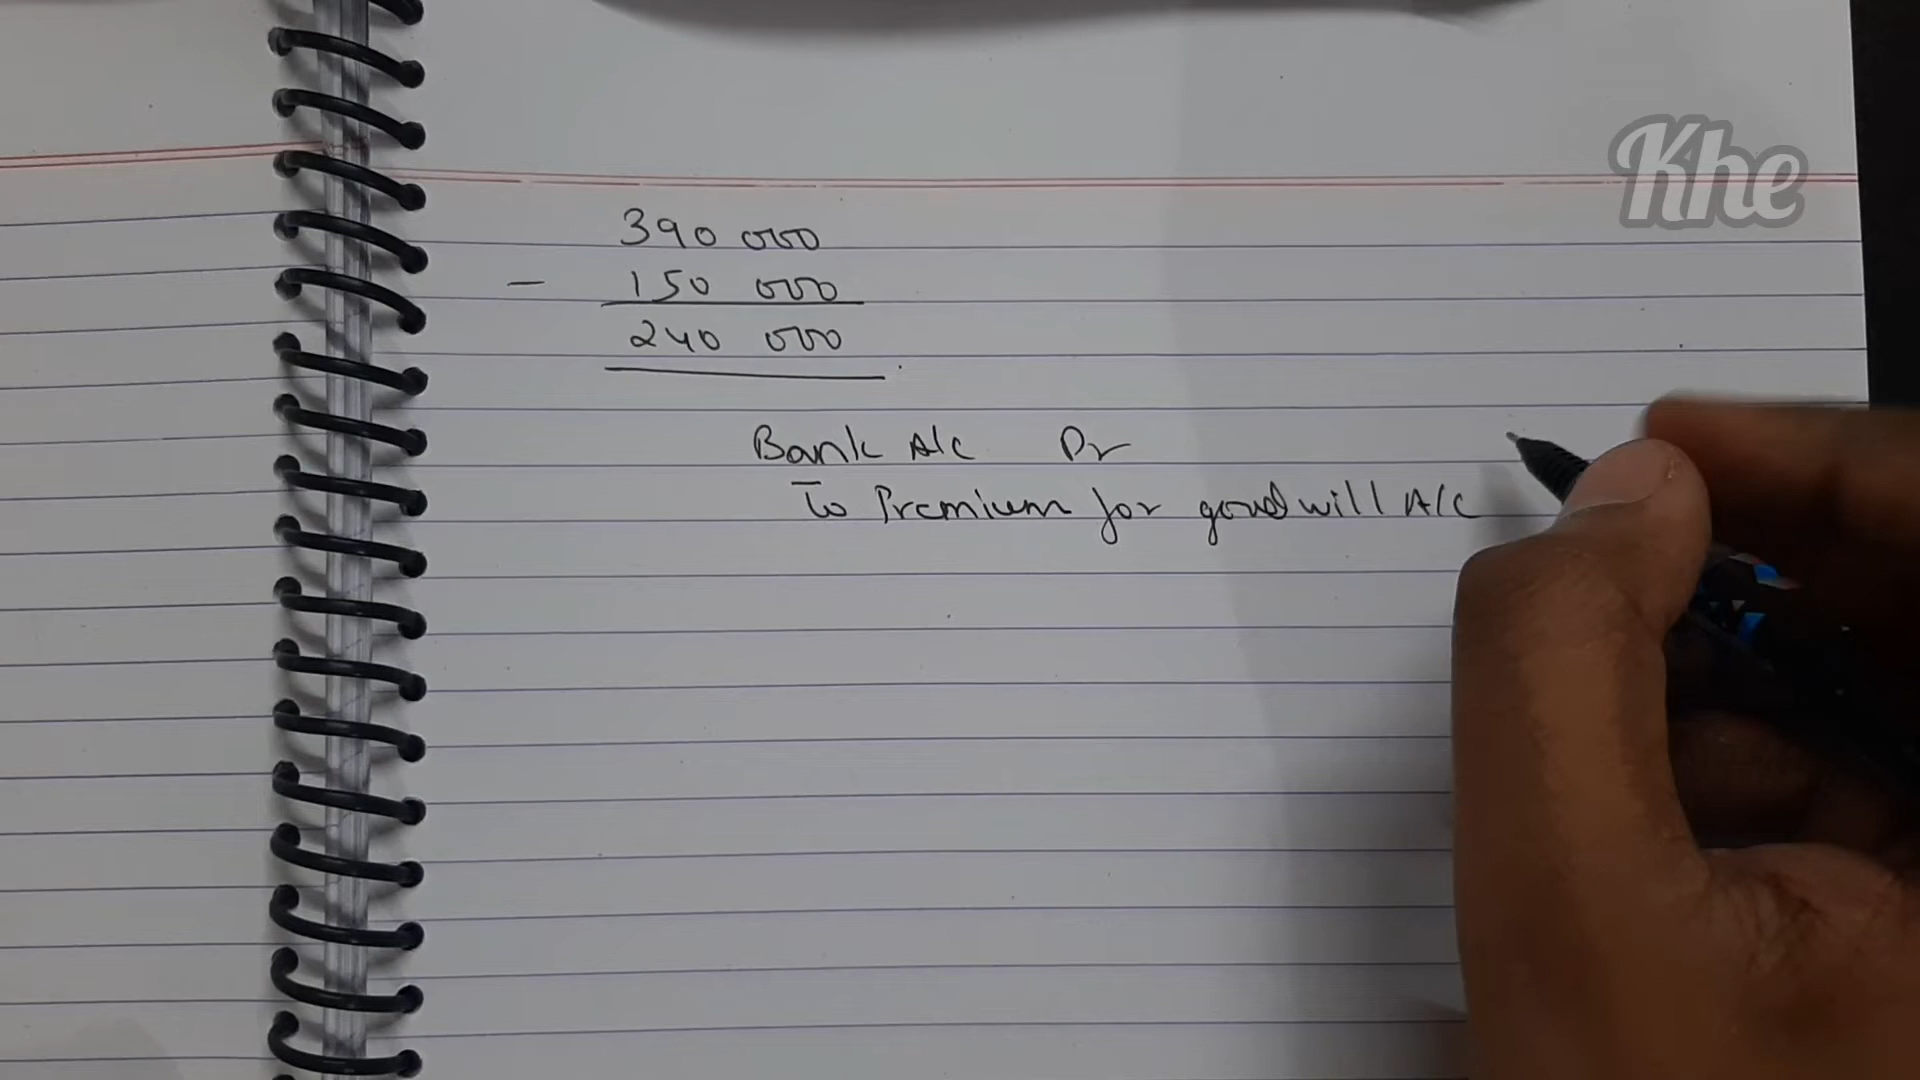 Khe
390 000
- 150 000
240 000
Bank A/c Dr
To Premium for goodwill A/c